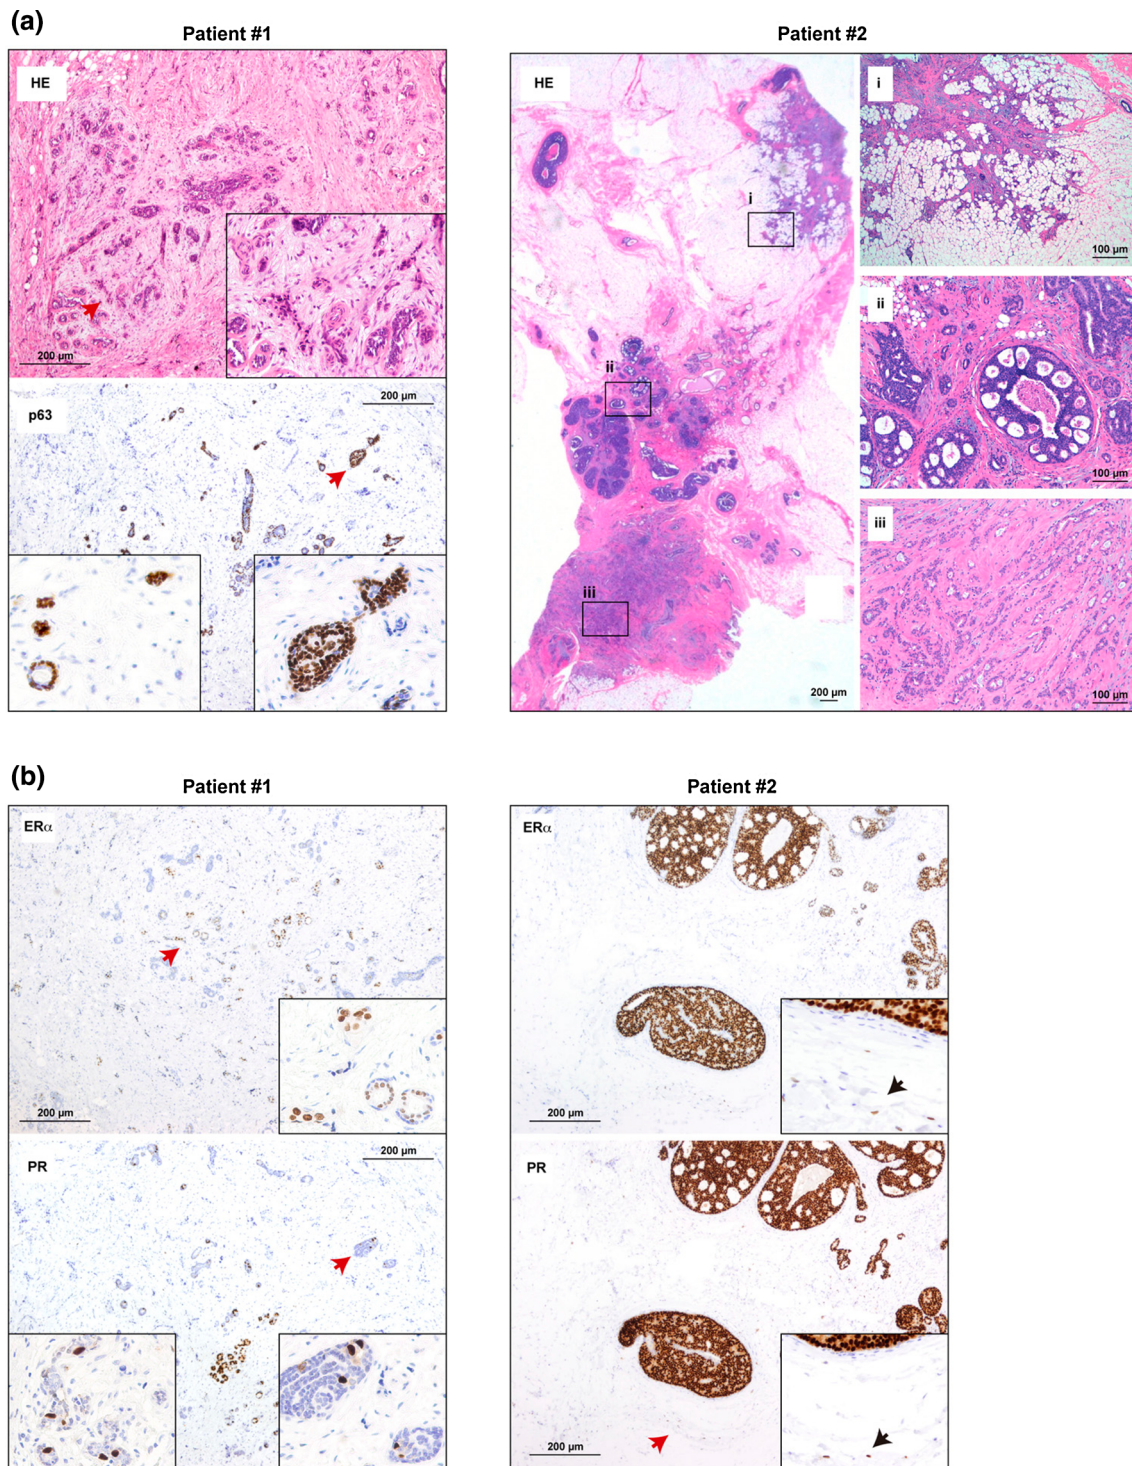 (a)
Patient #1
Patient #2
HE
200 µm
p63
200 µm
HE
i
ii
iii
200 µm
i
100 µm
ii
100 µm
iii
100 µm
(b)
Patient #1
Patient #2
ERα
200 µm
PR
200 µm
ERα
200 µm
PR
200 µm